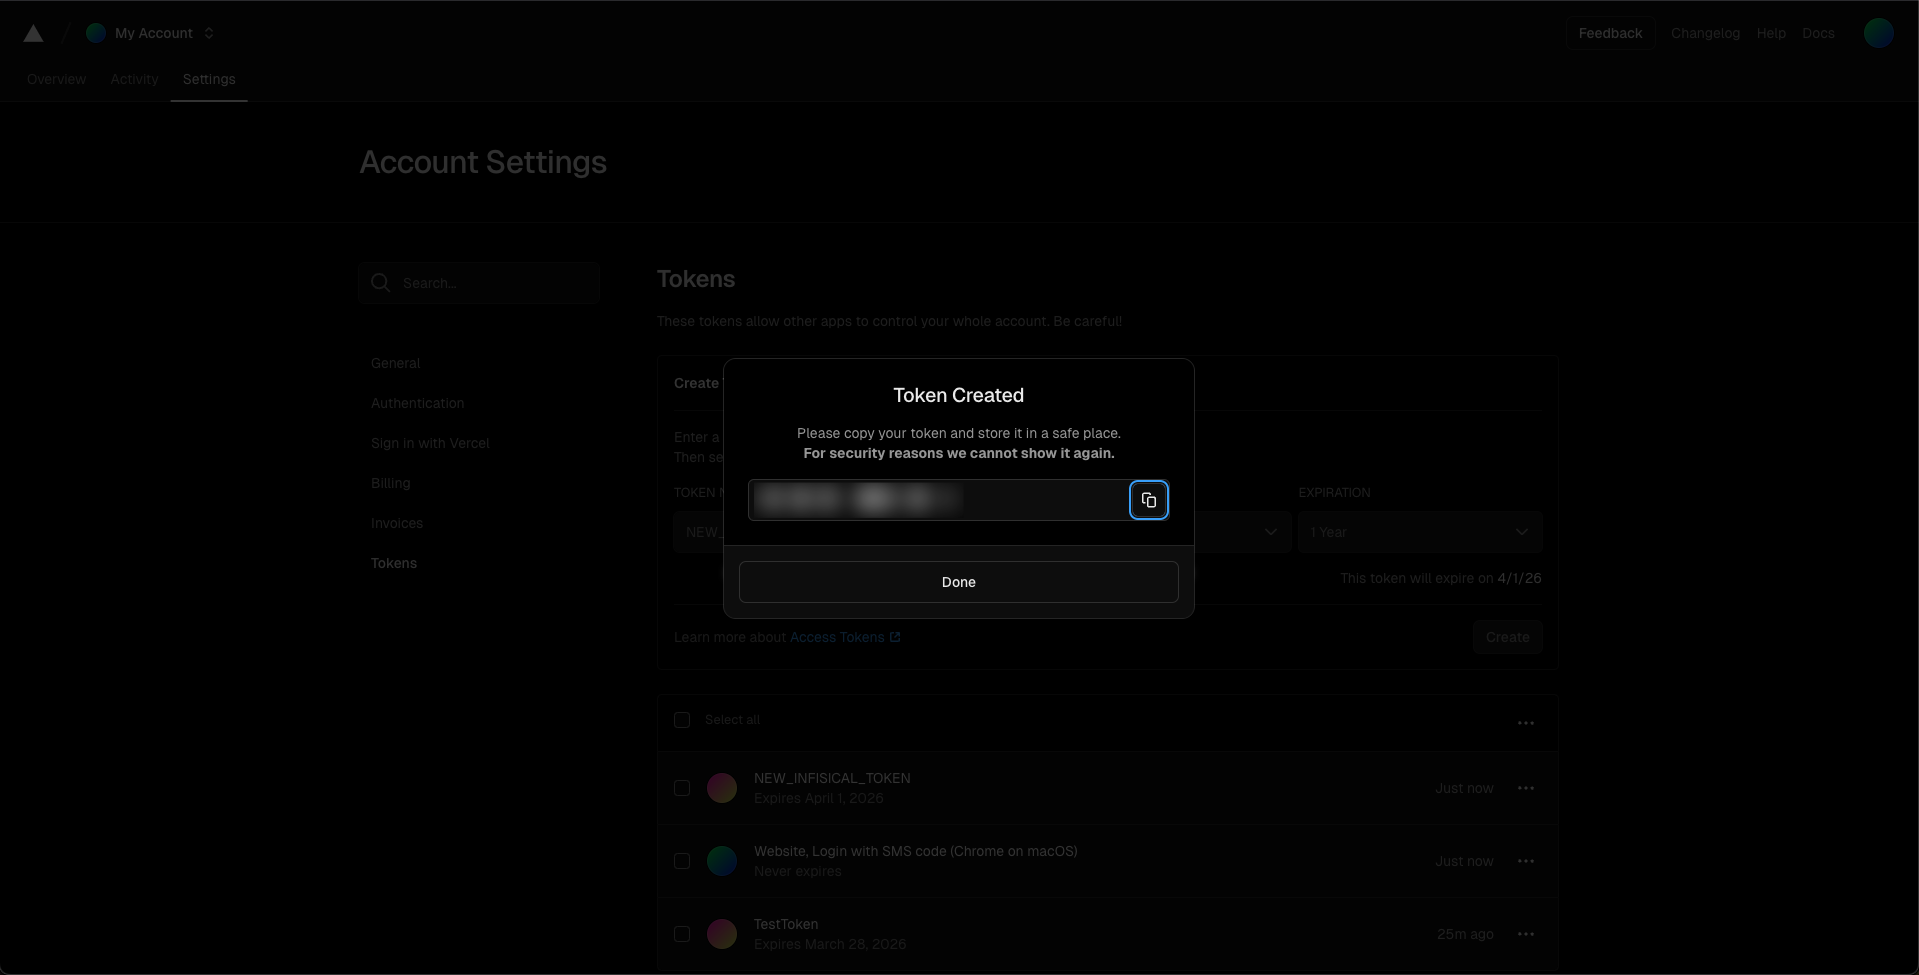 My Account
Feedback
Changelog
Help
Docs
Overview
Activity
Settings
Account Settings
Search...
General
Authentication
Sign in with Vercel
Billing
Invoices
Tokens
Tokens
These tokens allow other apps to control your whole account. Be careful!
Create
Enter a
Then se
TOKEN N
NEW_
EXPIRATION
1 Year
This token will expire on 4/1/26
Learn more about Access Tokens
Create
Token Created
Please copy your token and store it in a safe place.
For security reasons we cannot show it again.
Done
Select all
NEW_INFISICAL_TOKEN
Expires April 1, 2026
Just now
Website, Login with SMS code (Chrome on macOS)
Never expires
Just now
TestToken
Expires March 28, 2026
25m ago